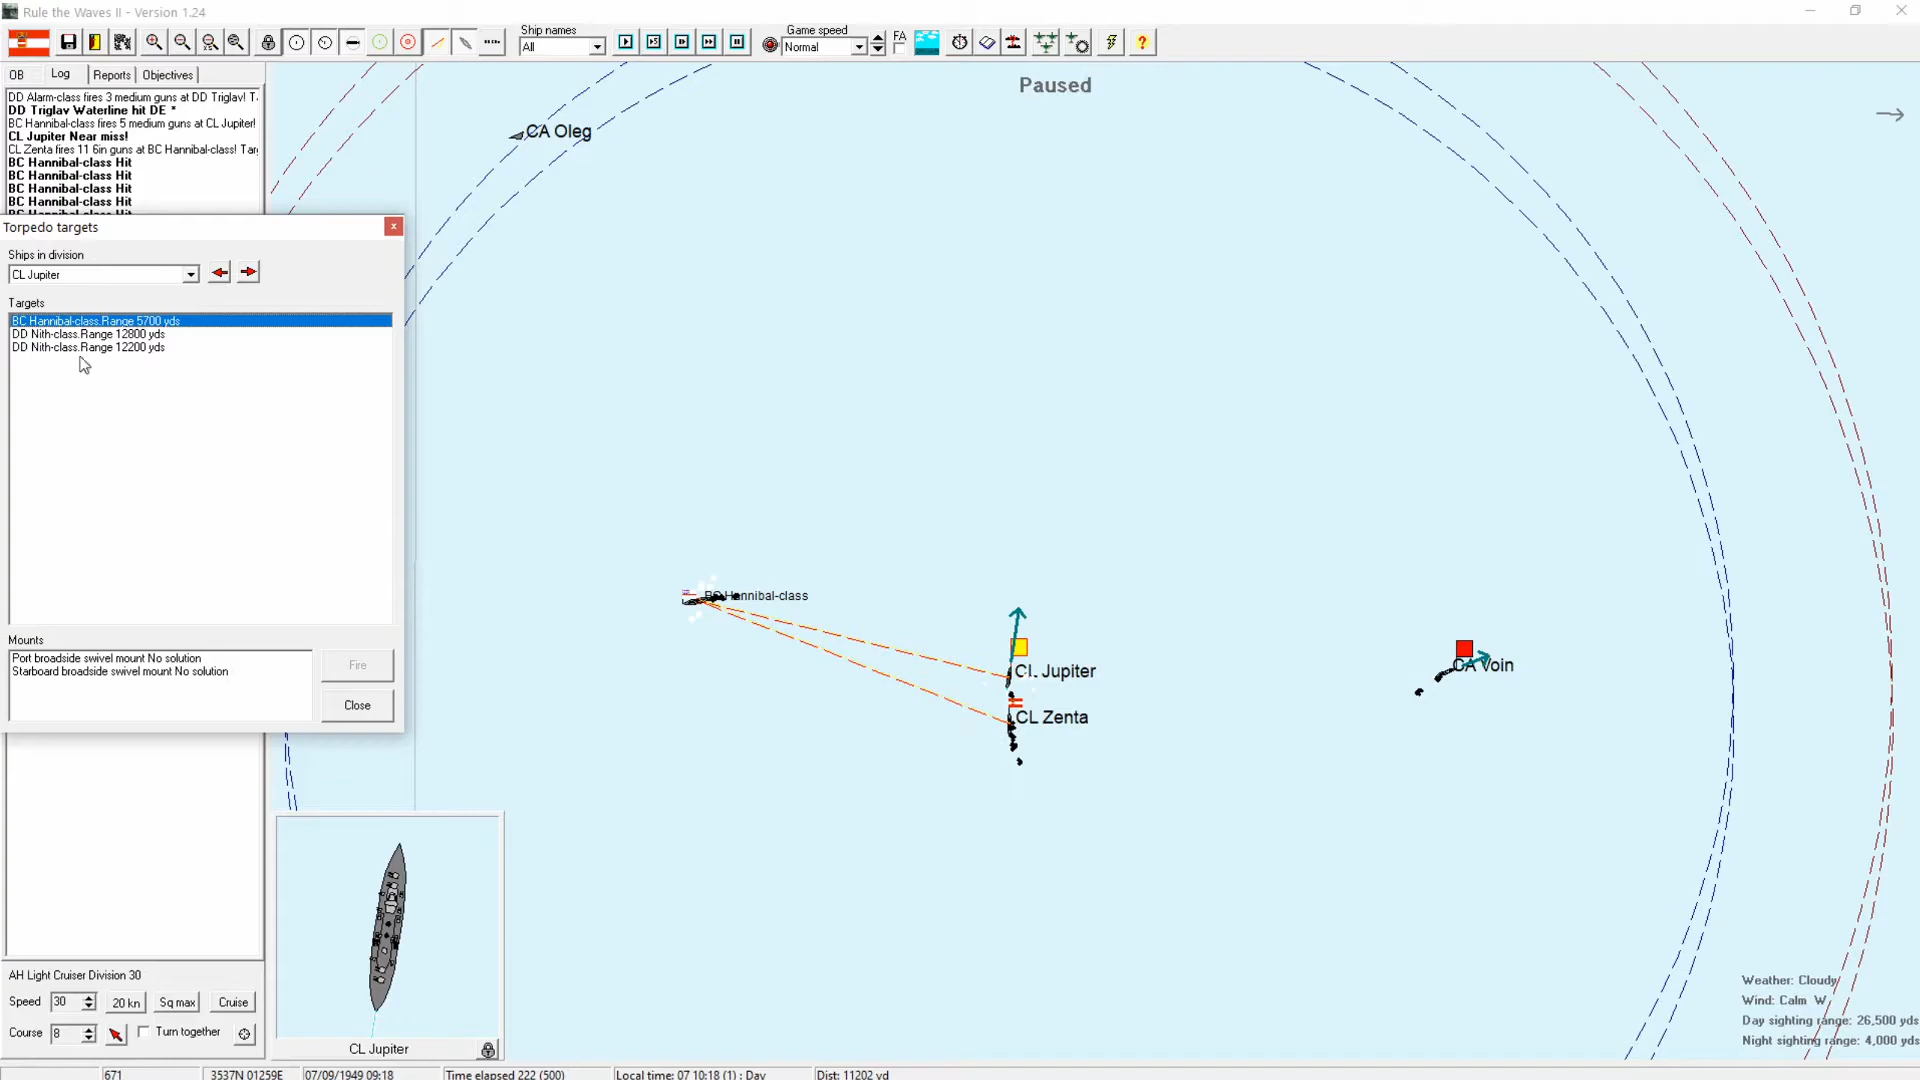 Rule the Waves II - Version 1.24
Ship names
All
Game speed
Normal
FA
OB
Log
Reports
Objectives
DD Alarm-class fires 3 medium guns at DD Triglav! T
DD Triglav Waterline hit DE *
BC Hannibal-class fires 5 medium guns at CL Jupiter!
CL Jupiter Near miss!
CL Zenta fires 11 6in guns at BC Hannibal-class! Tar
BC Hannibal-class Hit
BC Hannibal-class Hit
BC Hannibal-class Hit
BC Hannibal-class Hit
BC Hannibal-class Hit
Torpedo targets
Ships in division
CL Jupiter
Targets
BC Hannibal-class.Range 5700 yds
DD Nith-class.Range 12800 yds
DD Nith-class.Range 12200 yds
Mounts
Port broadside swivel mount No solution
Starboard broadside swivel mount No solution
Fire
Close
Paused
CA Oleg
BC Hannibal-class
CL Jupiter
CL Zenta
CA Voin
CL Jupiter
AH Light Cruiser Division 30
Speed
30
20 kn
Sq max
Cruise
Course
8
Turn together
Weather: Cloudy
Wind: Calm W
Day sighting range: 26,500 yds
Night sighting range: 4,000 yds
671
3537N 01259E
07/09/1949 09:18
Time elapsed 222 (500)
Local time: 07 10:18 (1) : Day
Dist: 11202 yd